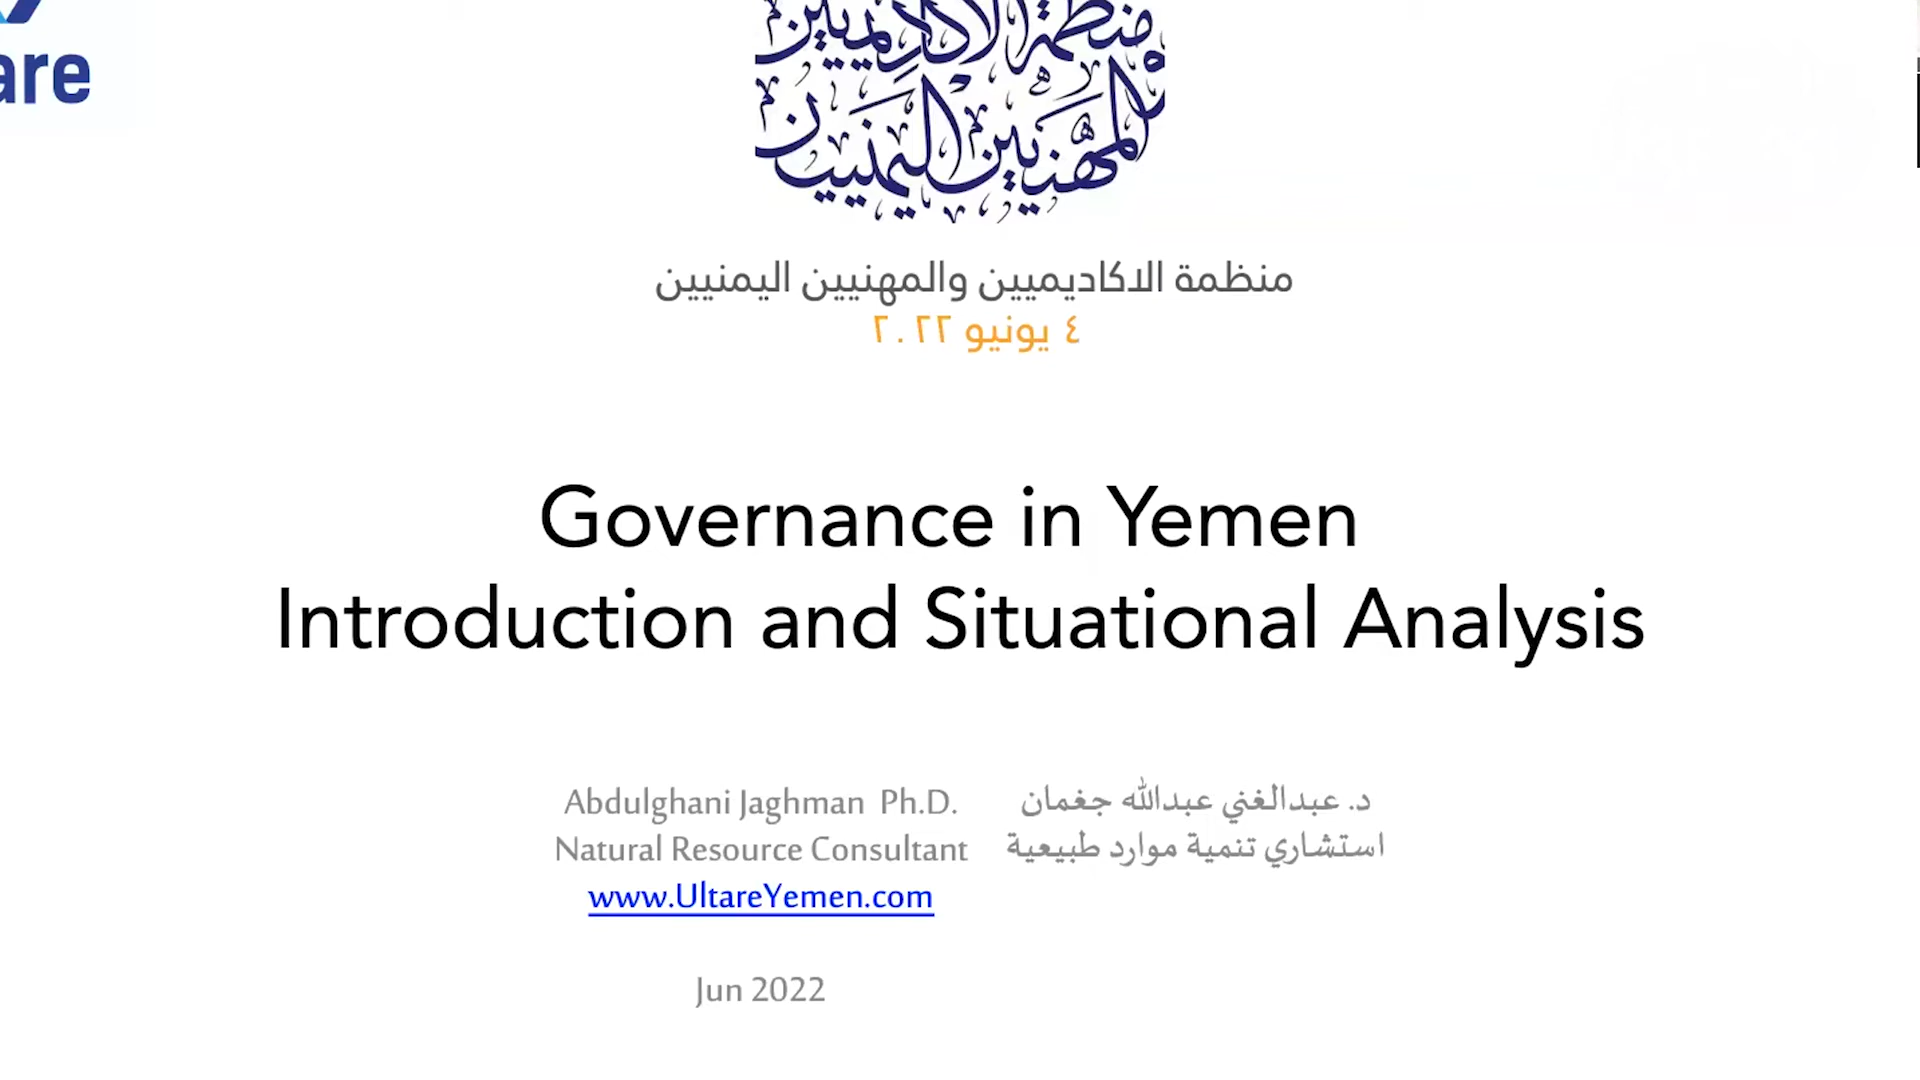 are
منظمة الأكاديميين
والمهنيين اليمنيين
منظمة الاكاديميين والمهنيين اليمنيين
٤ يونيو ٢٠٢٢
Governance in Yemen
Introduction and Situational Analysis
Abdulghani Jaghman Ph.D.
Natural Resource Consultant
www.UltareYemen.com
د. عبدالغني عبدالله جغمان
استشاري تنمية موارد طبيعية
Jun 2022